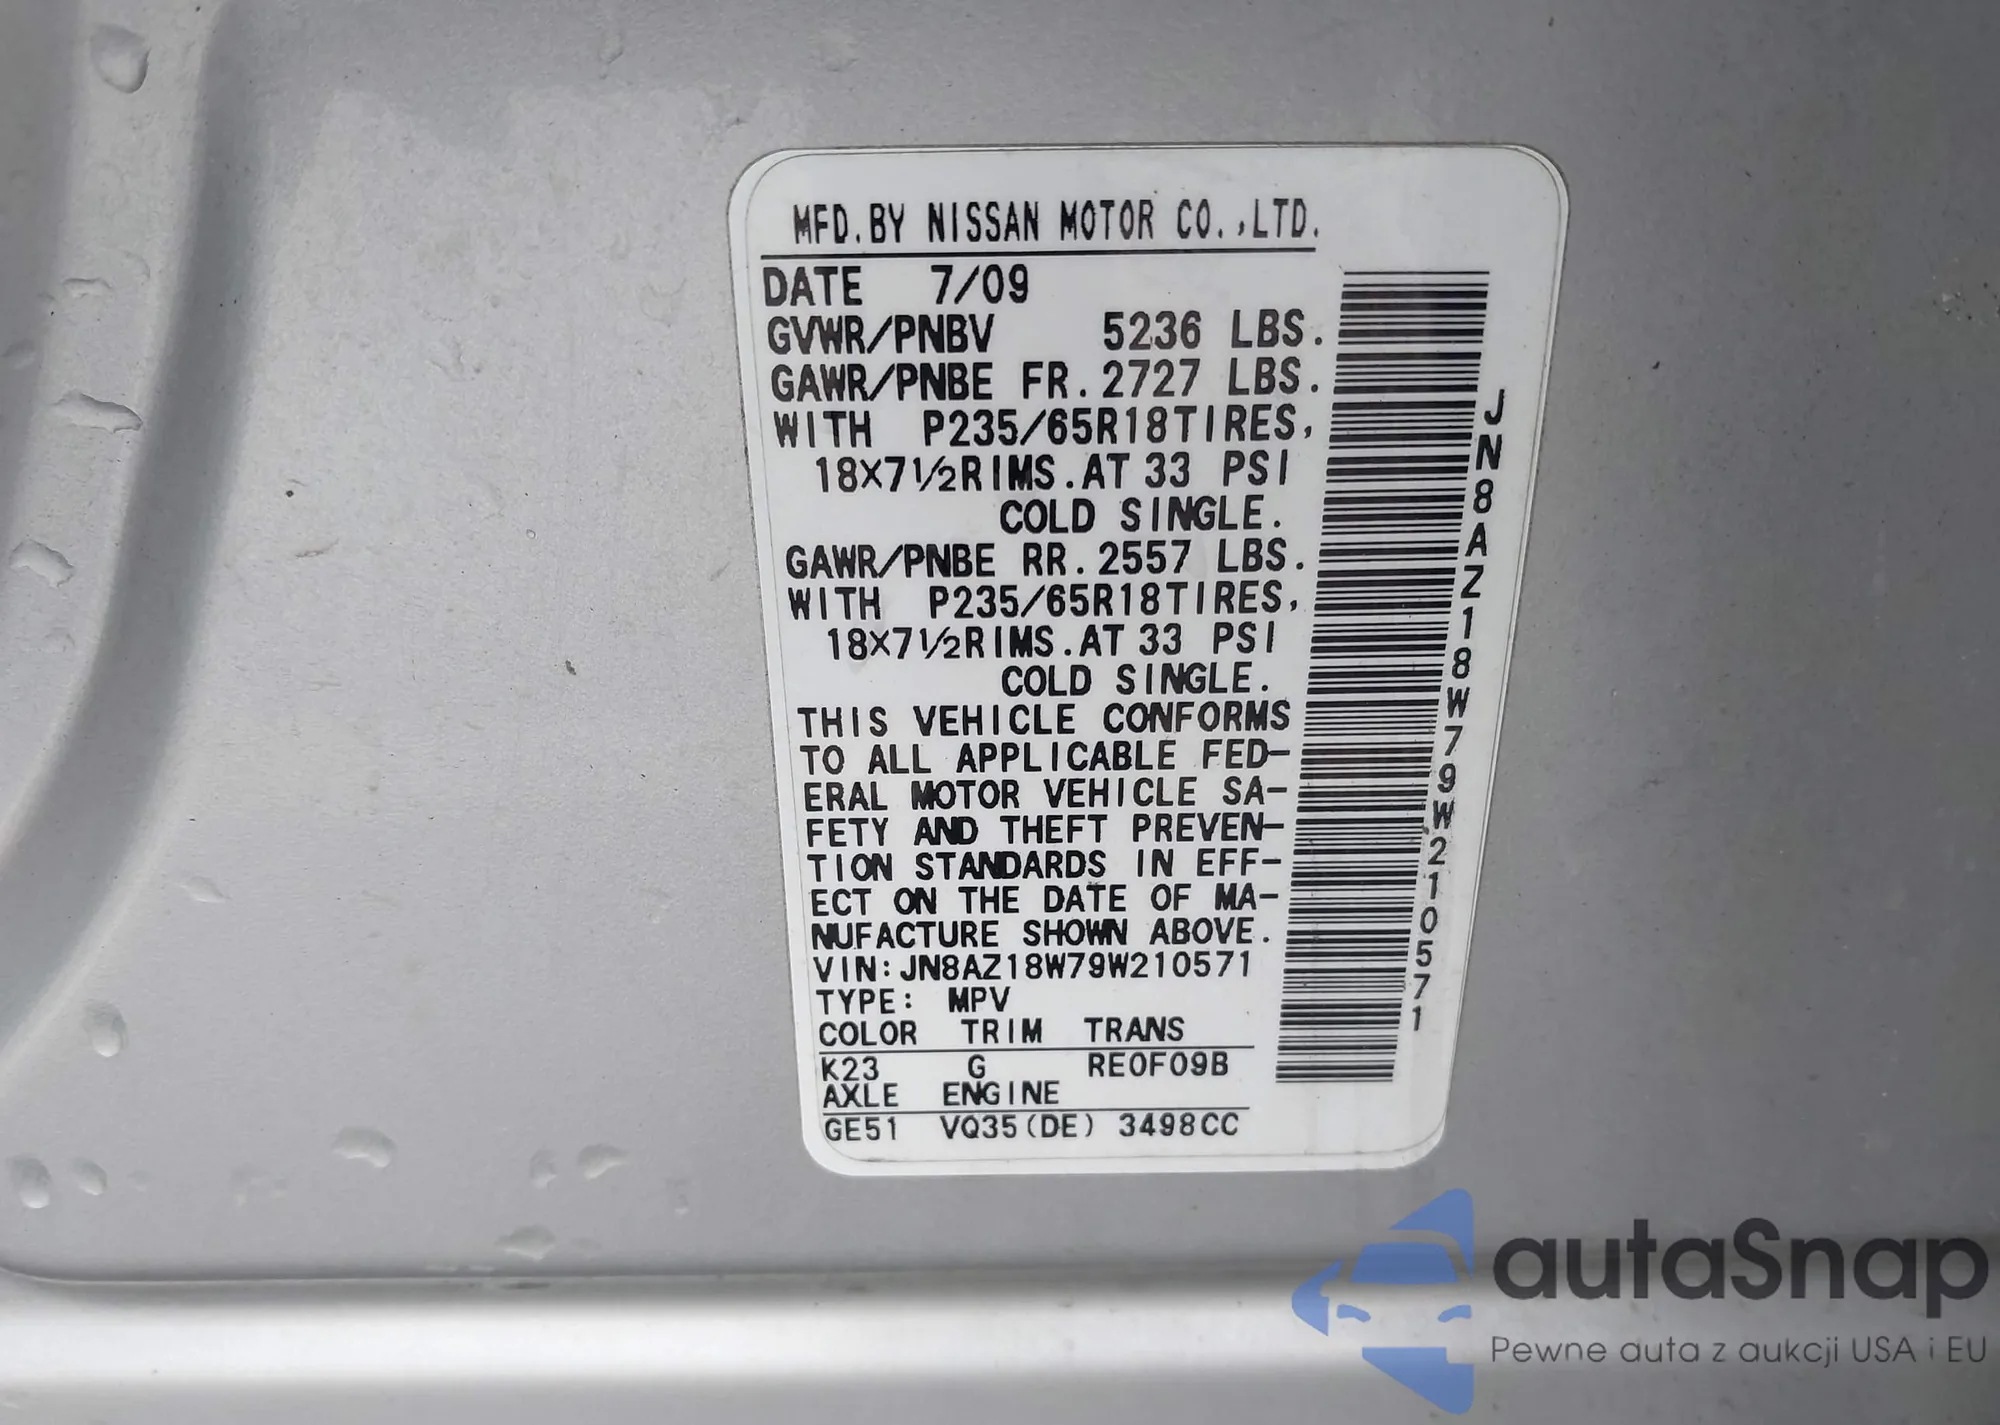 MFD.BY NISSAN MOTOR CO.,LTD.
DATE 7/09
GVWR/PNBV 5236 LBS.
GAWR/PNBE FR. 2727 LBS.
WITH P235/65R18TIRES,
18X7½RIMS.AT 33 PSI
COLD SINGLE.
GAWR/PNBE RR. 2557 LBS.
WITH P235/65R18TIRES,
18X7½RIMS.AT 33 PSI
COLD SINGLE.
THIS VEHICLE CONFORMS
TO ALL APPLICABLE FED-
ERAL MOTOR VEHICLE SA-
FETY AND THEFT PREVEN-
TION STANDARDS IN EFF-
ECT ON THE DATE OF MA-
NUFACTURE SHOWN ABOVE.
VIN:JN8AZ18W79W210571
TYPE: MPV
COLOR TRIM TRANS
K23 G RE0F09B
AXLE ENGINE
GE51 VQ35(DE) 3498CC
JN8AZ18W79W210571
autaSnap
Pewne auta z aukcji USA i EU